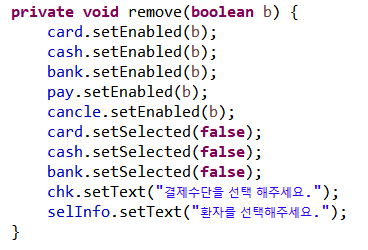 private void remove(boolean b) {
card.setEnabled(b);
cash.setEnabled(b);
bank.setEnabled(b);
pay.setEnabled(b);
cancle.setEnabled(b);
card.setSelected(false);
cash.setSelected(false);
bank.setSelected(false);
chk.setText("결제수단을 선택 해주세요.");
selInfo.setText("환자를 선택해주세요.");
}